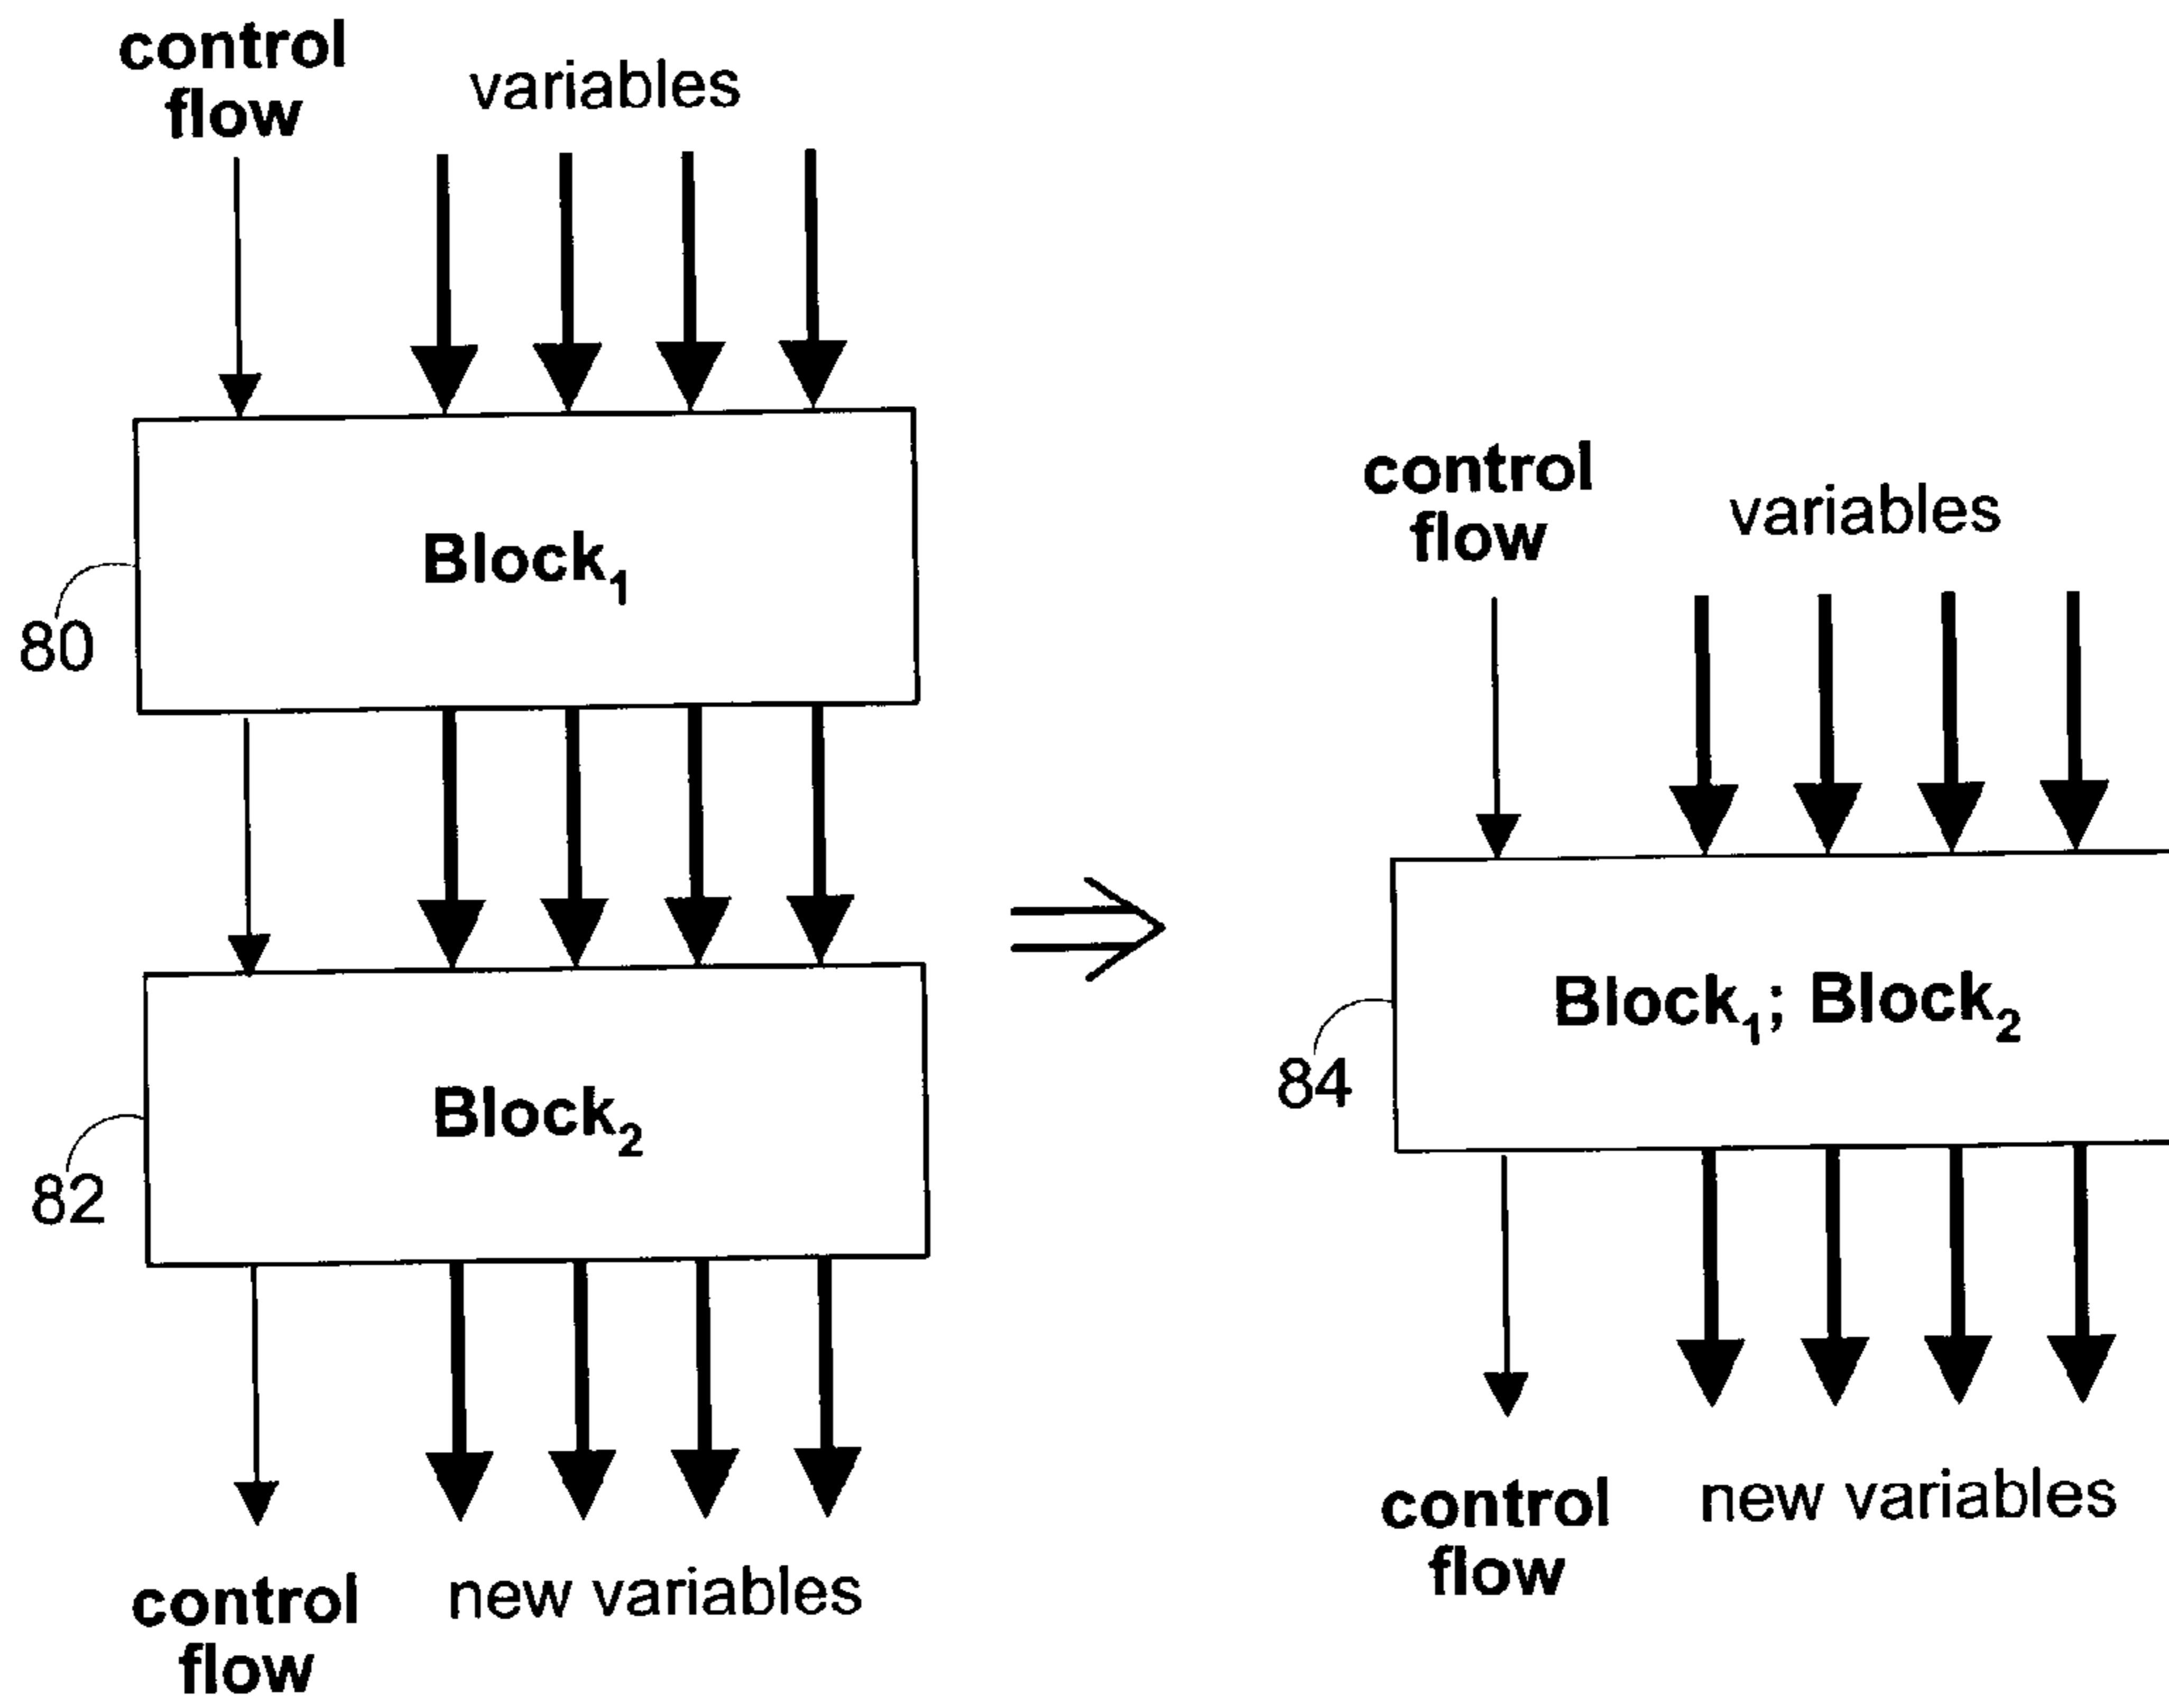 control
flow
variables
Block₁
80
Block₂
82
control
flow
new variables
control
flow
variables
Block₁; Block₂
84
control
flow
new variables